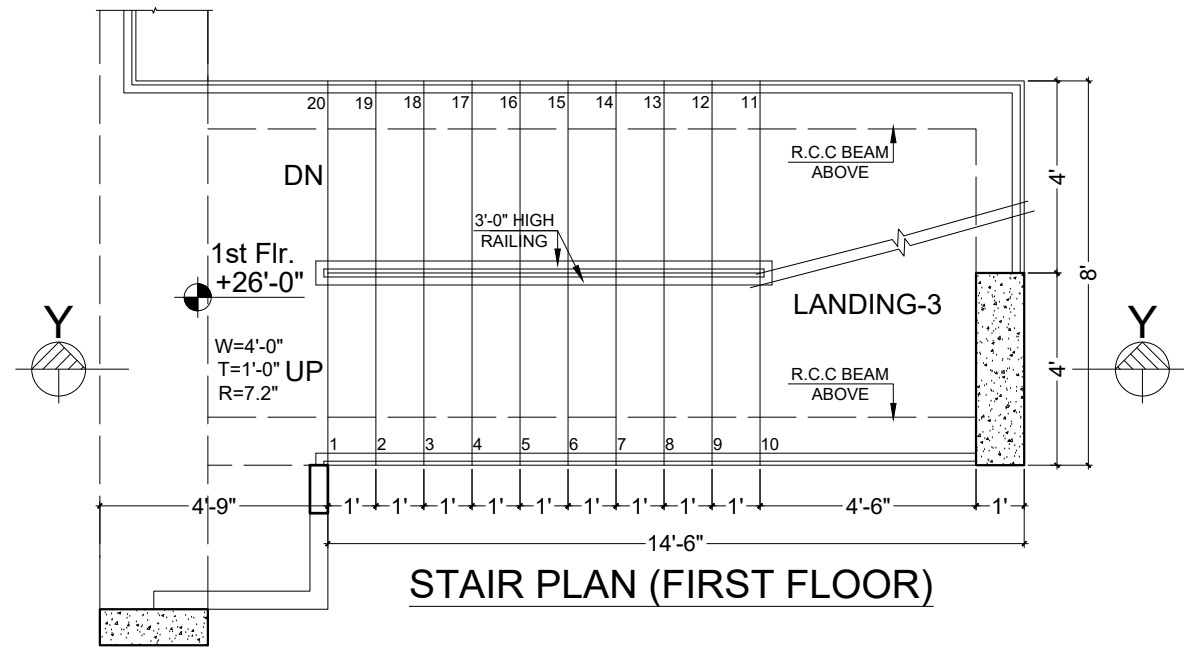 20 19 18 17 16 15 14 13 12 11
R.C.C BEAM
ABOVE
DN
4'
3'-0" HIGH
RAILING
1st Flr.
+26'-0"
8'
LANDING-3
Y
Y
W=4'-0"
T=1'-0" UP
R=7.2"
R.C.C BEAM
ABOVE
4'
1 2 3 4 5 6 7 8 9 10
4'-9" 1' 1' 1' 1' 1' 1' 1' 1' 1' 4'-6" 1'
14'-6"
STAIR PLAN (FIRST FLOOR)